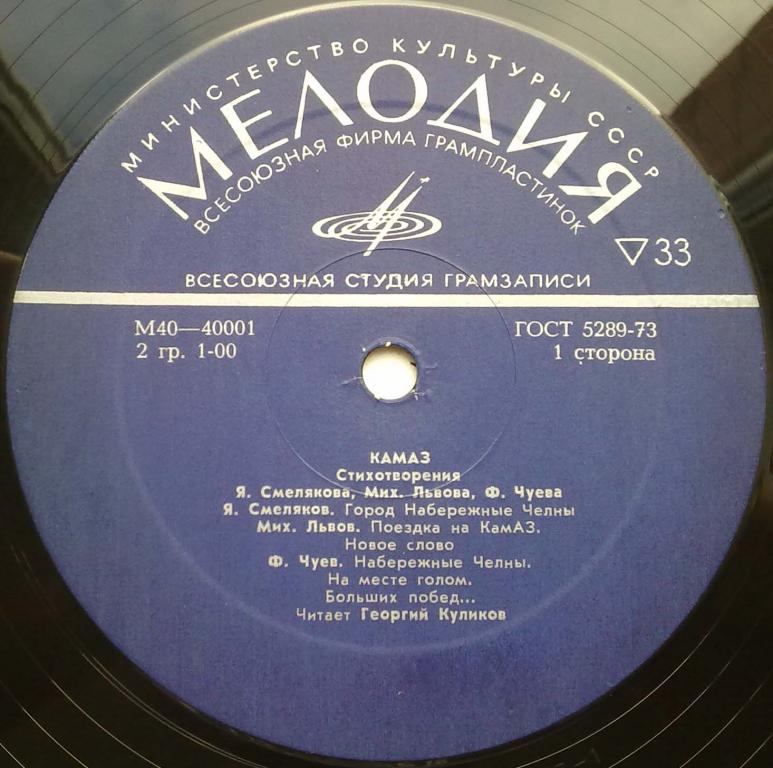 МИНИСТЕРСТВО КУЛЬТУРЫ СССР
МЕЛОДИЯ
ВСЕСОЮЗНАЯ ФИРМА ГРАМПЛАСТИНОК
▽33
ВСЕСОЮЗНАЯ СТУДИЯ ГРАМЗАПИСИ
М40—40001
ГОСТ 5289-73
2 гр. 1-00
1 сторона
КАМАЗ
Стихотворения
Я. Смелякова, Мих. Львова, Ф. Чуева
Я. Смеляков. Город Набережные Челны
Мих. Львов. Поездка на КамАЗ.
Новое слово
Ф. Чуев. Набережные Челны.
На месте голом.
Больших побед...
Читает Георгий Куликов